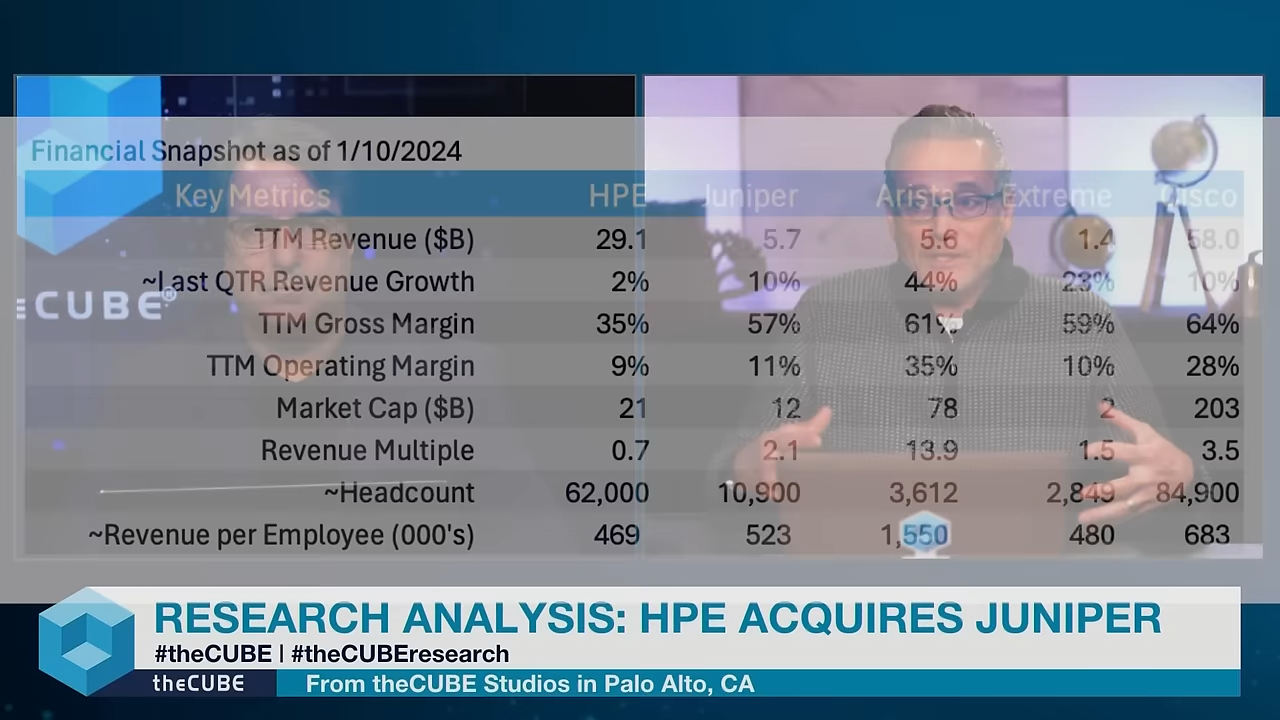 Financial Snapshot as of 1/10/2024
Key Metrics HPE Juniper Arista Extreme Cisco
TTM Revenue ($B) 29.1 5.7 5.6 1.4 58.0
~Last QTR Revenue Growth 2% 10% 44% 23% 10%
eCUBE®
TTM Gross Margin 35% 57% 61% 59% 64%
TTM Operating Margin 9% 11% 35% 10% 28%
Market Cap ($B) 21 12 78 2 203
Revenue Multiple 0.7 2.1 13.9 1.5 3.5
~Headcount 62,000 10,900 3,612 2,849 84,900
~Revenue per Employee (000's) 469 523 1,550 480 683
RESEARCH ANALYSIS: HPE ACQUIRES JUNIPER
#theCUBE | #theCUBEresearch
theCUBE From theCUBE Studios in Palo Alto, CA